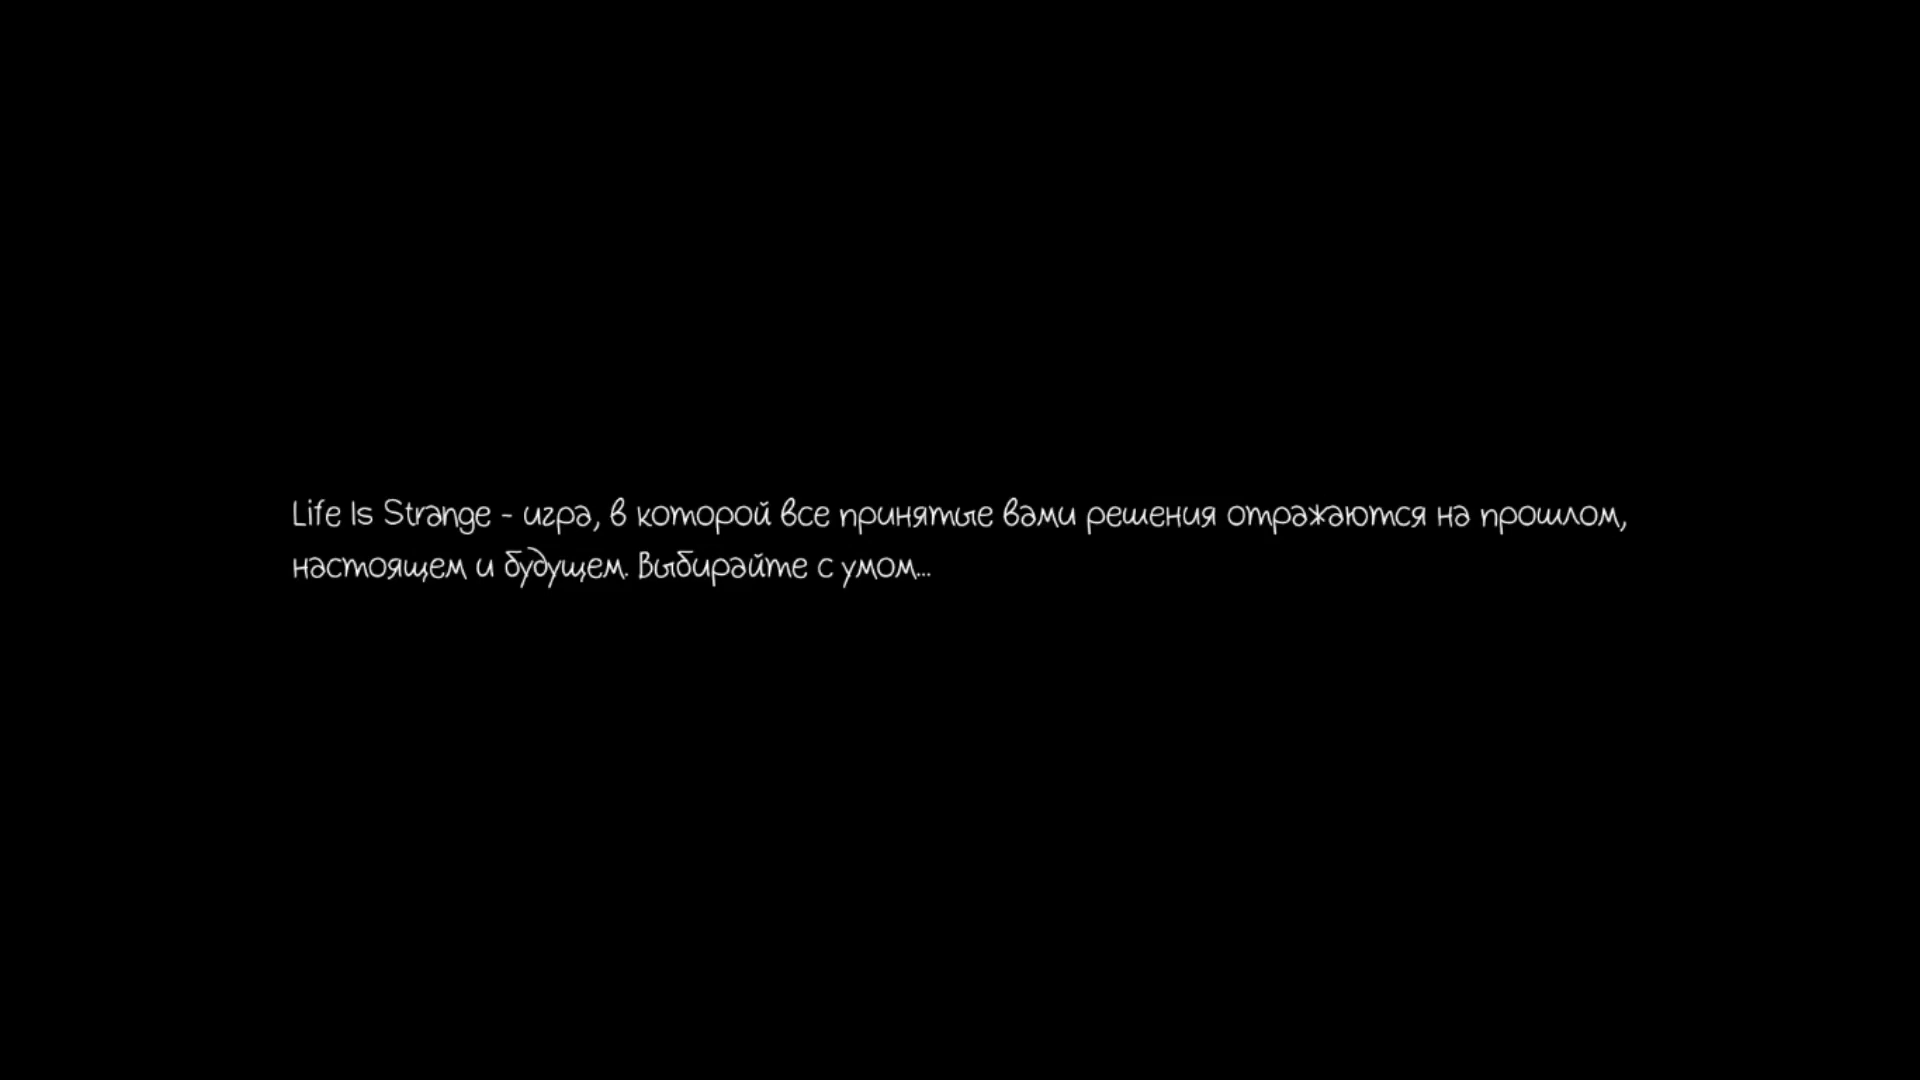 Life Is Strange - игра, в которой все принятые вами решения отражаются на прошлом,
настоящем и будущем. Выбирайте с умом...